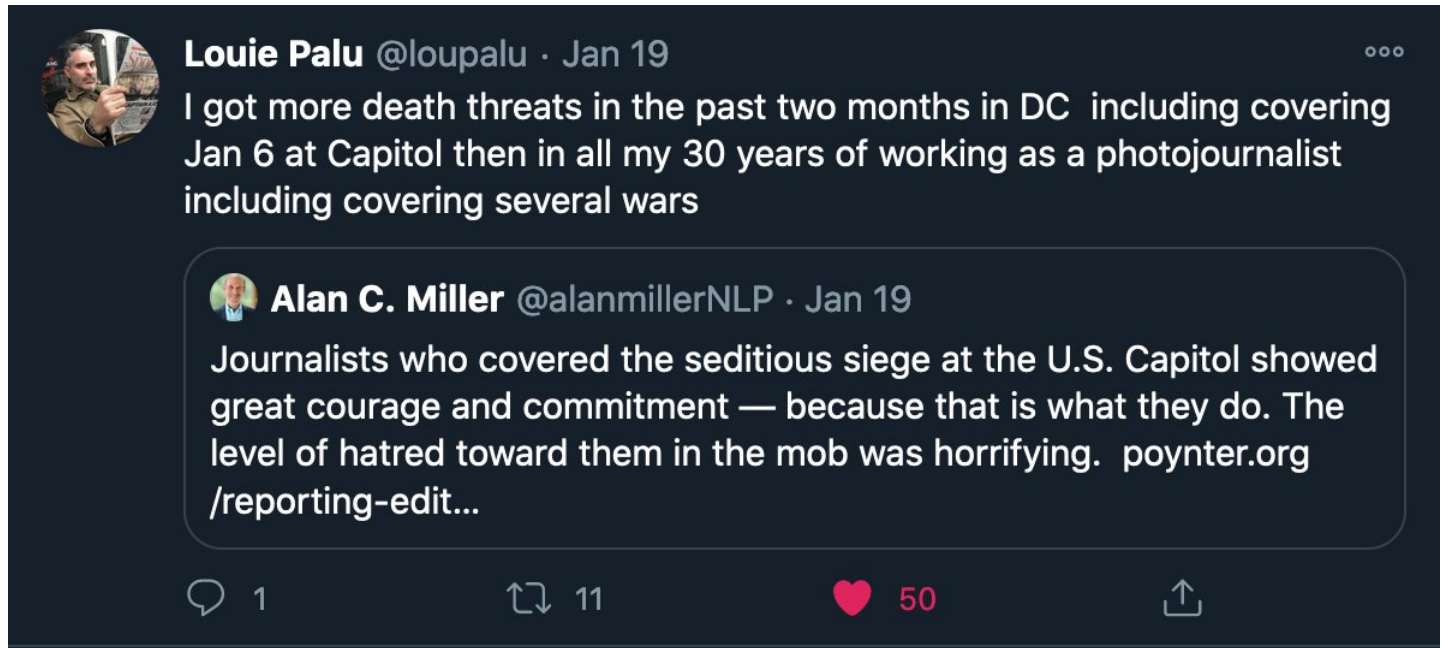 Louie Palu @loupalu · Jan 19
I got more death threats in the past two months in DC  including covering
Jan 6 at Capitol then in all my 30 years of working as a photojournalist
including covering several wars
Alan C. Miller @alanmillerNLP · Jan 19
Journalists who covered the seditious siege at the U.S. Capitol showed
great courage and commitment — because that is what they do. The
level of hatred toward them in the mob was horrifying.  poynter.org
/reporting-edit...
1 11 50